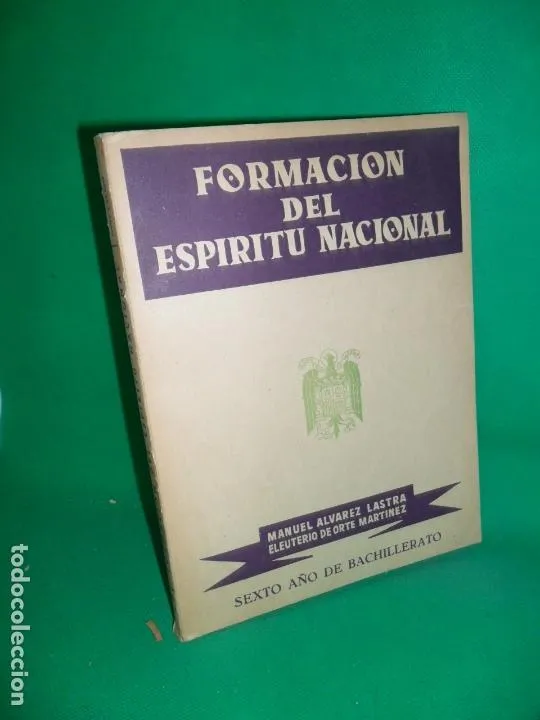 FORMACION
DEL
ESPIRITU NACIONAL
MANUEL ALVAREZ LASTRA
ELEUTERIO DE ORTE MARTINEZ
SEXTO AÑO DE BACHILLERATO
todocoleccion